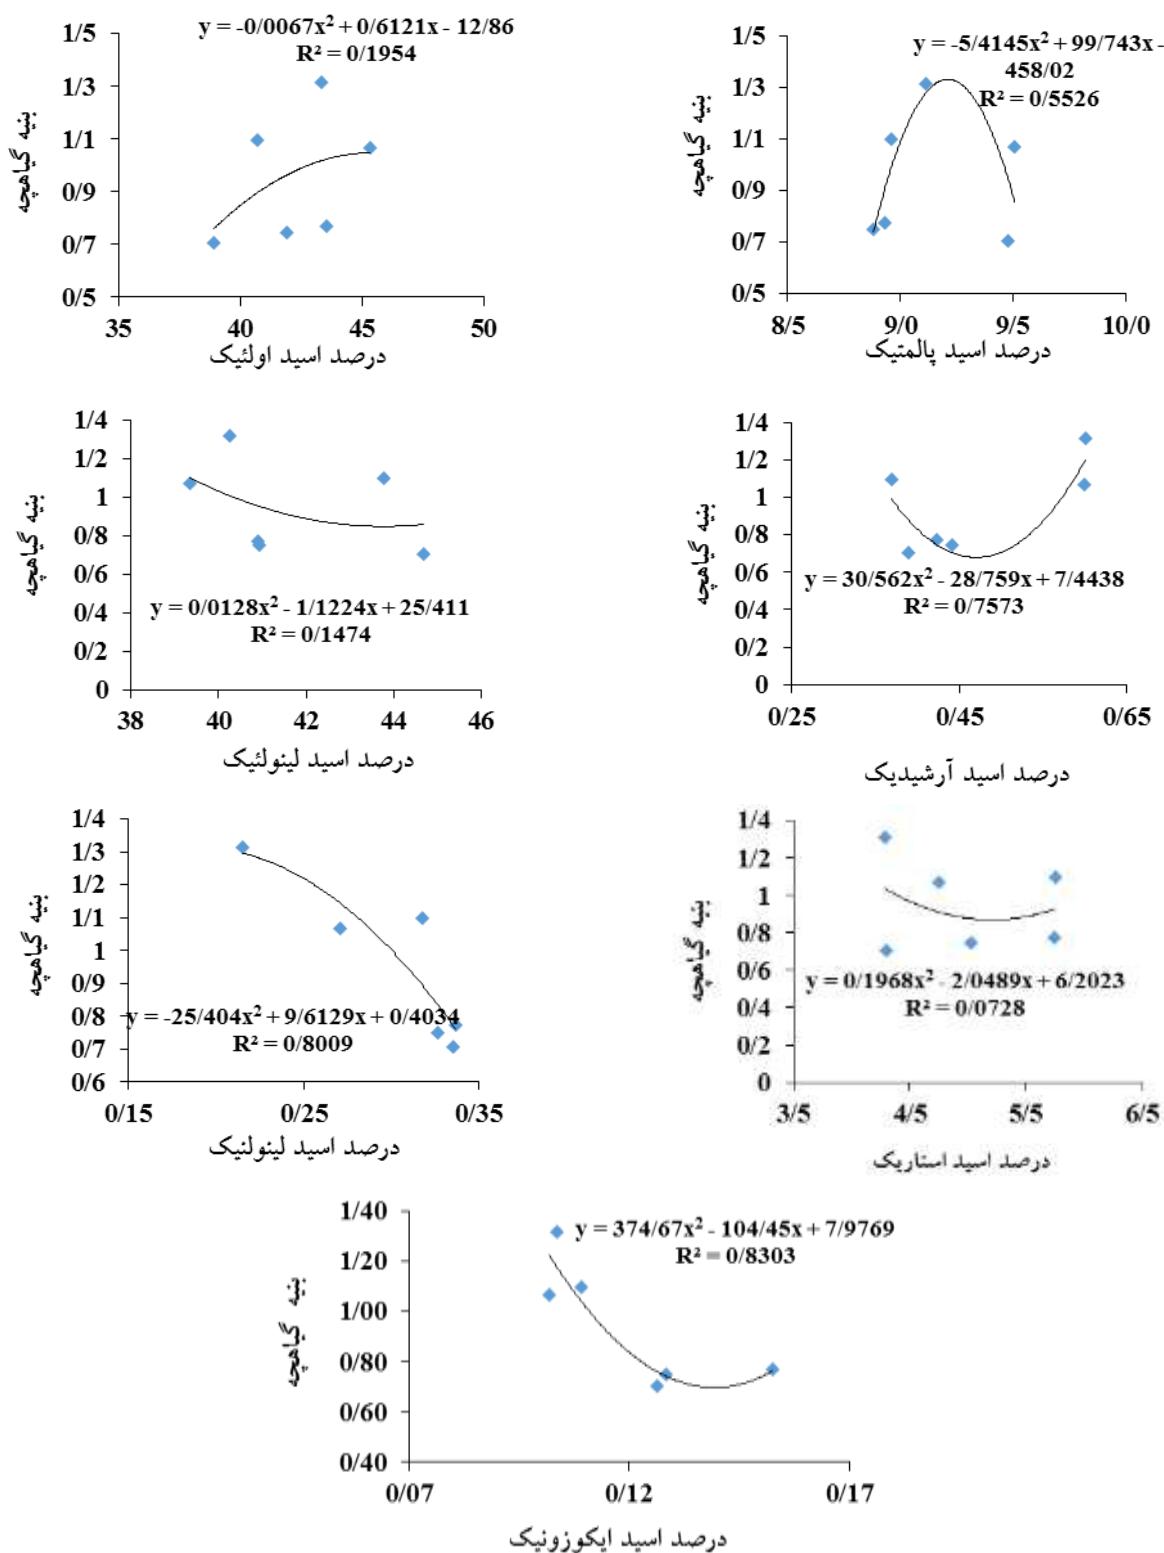 y = -0/0067x² + 0/6121x - 12/86
R² = 0/1954
1/5
1/3
1/1
0/9
0/7
0/5
بنیه گیاهچه
35 40 45 50
درصد اسید اولئیک
y = -5/4145x² + 99/743x -
458/02
R² = 0/5526
1/5
1/3
1/1
0/9
0/7
0/5
بنیه گیاهچه
8/5 9/0 9/5 10/0
درصد اسید پالمتیک
1/4
1/2
1
0/8
0/6
0/4
0/2
0
بنیه گیاهچه
y = 0/0128x² - 1/1224x + 25/411
R² = 0/1474
38 40 42 44 46
درصد اسید لینولئیک
1/4
1/2
1
0/8
0/6
0/4
0/2
0
بنیه گیاهچه
y = 30/562x² - 28/759x + 7/4438
R² = 0/7573
0/25 0/45 0/65
درصد اسید آرشیدیک
1/4
1/3
1/2
1/1
1
0/9
0/8
0/7
0/6
بنیه گیاهچه
y = -25/404x² + 9/6129x + 0/4034
R² = 0/8009
0/15 0/25 0/35
درصد اسید لینولنیک
1/4
1/2
1
0/8
0/6
0/4
0/2
0
بنیه گیاهچه
y = 0/1968x² - 2/0489x + 6/2023
R² = 0/0728
3/5 4/5 5/5 6/5
درصد اسید استاریک
1/40
1/20
1/00
0/80
0/60
0/40
بنیه گیاهچه
y = 374/67x² - 104/45x + 7/9769
R² = 0/8303
0/07 0/12 0/17
درصد اسید ایکوزونیک